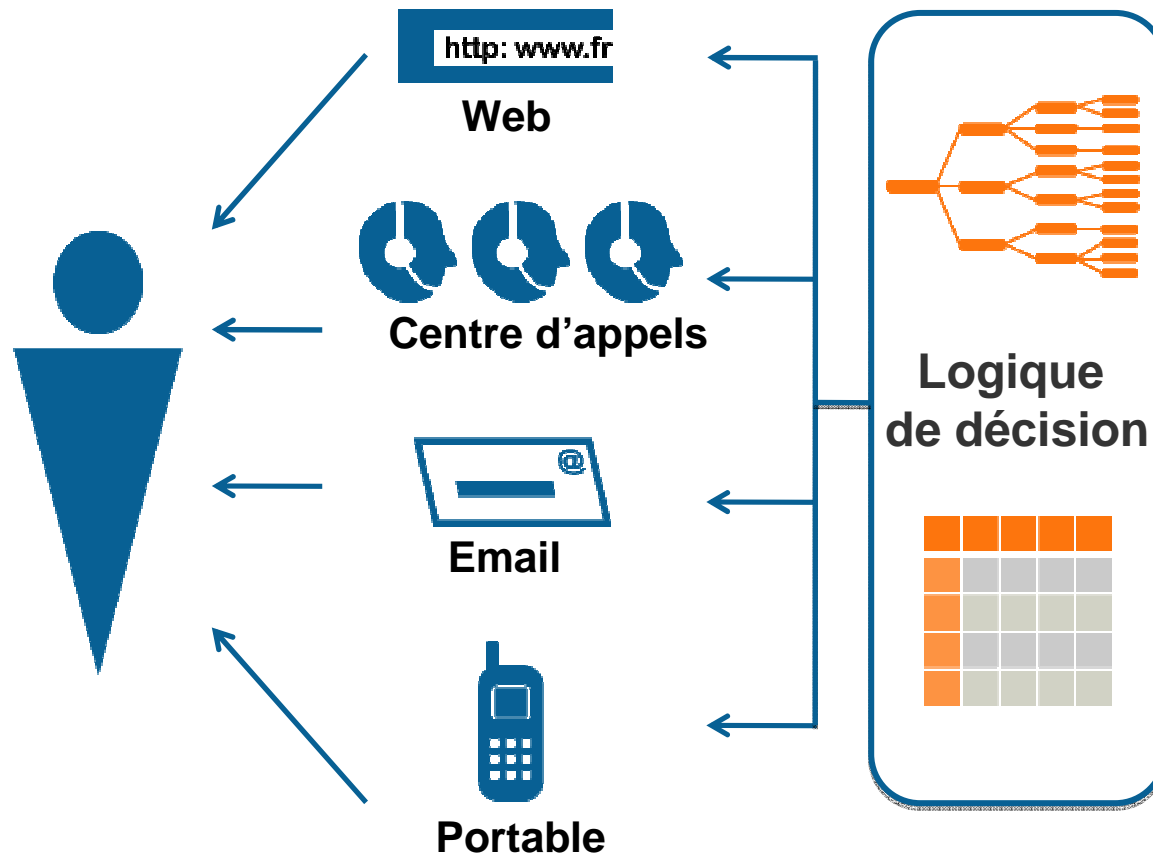 http: www.fr
Web
Centre d’appels
@
Email
Portable
Logique
de décision